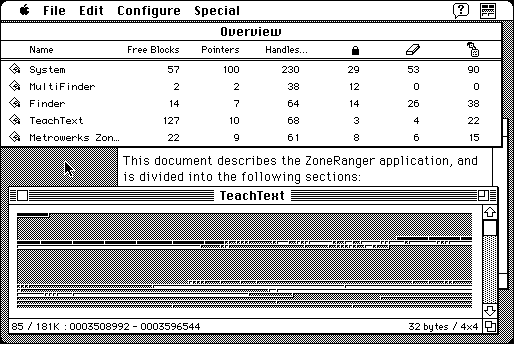 File Edit Configure Special
Overview
Name Free Blocks Pointers Handles...
System 57 100 230 29 53 90
MultiFinder 2 2 38 12 0 0
Finder 14 7 64 14 26 38
TeachText 127 10 68 3 4 22
Metrowerks Zon... 22 9 61 8 6 15
This document describes the ZoneRanger application, and
is divided into the following sections:
TeachText
85 / 181K : 0003508992 - 0003596544 32 bytes / 4x4